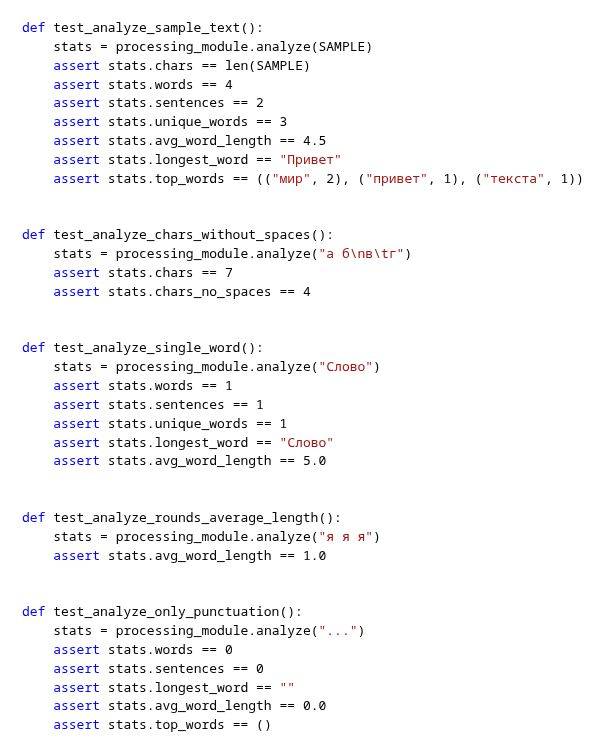 def test_analyze_sample_text():
    stats = processing_module.analyze(SAMPLE)
    assert stats.chars == len(SAMPLE)
    assert stats.words == 4
    assert stats.sentences == 2
    assert stats.unique_words == 3
    assert stats.avg_word_length == 4.5
    assert stats.longest_word == "Привет"
    assert stats.top_words == (("мир", 2), ("привет", 1), ("текста", 1))
def test_analyze_chars_without_spaces():
    stats = processing_module.analyze("а б\nв\tг")
    assert stats.chars == 7
    assert stats.chars_no_spaces == 4
def test_analyze_single_word():
    stats = processing_module.analyze("Слово")
    assert stats.words == 1
    assert stats.sentences == 1
    assert stats.unique_words == 1
    assert stats.longest_word == "Слово"
    assert stats.avg_word_length == 5.0
def test_analyze_rounds_average_length():
    stats = processing_module.analyze("я я я")
    assert stats.avg_word_length == 1.0
def test_analyze_only_punctuation():
    stats = processing_module.analyze("...")
    assert stats.words == 0
    assert stats.sentences == 0
    assert stats.longest_word == ""
    assert stats.avg_word_length == 0.0
    assert stats.top_words == ()